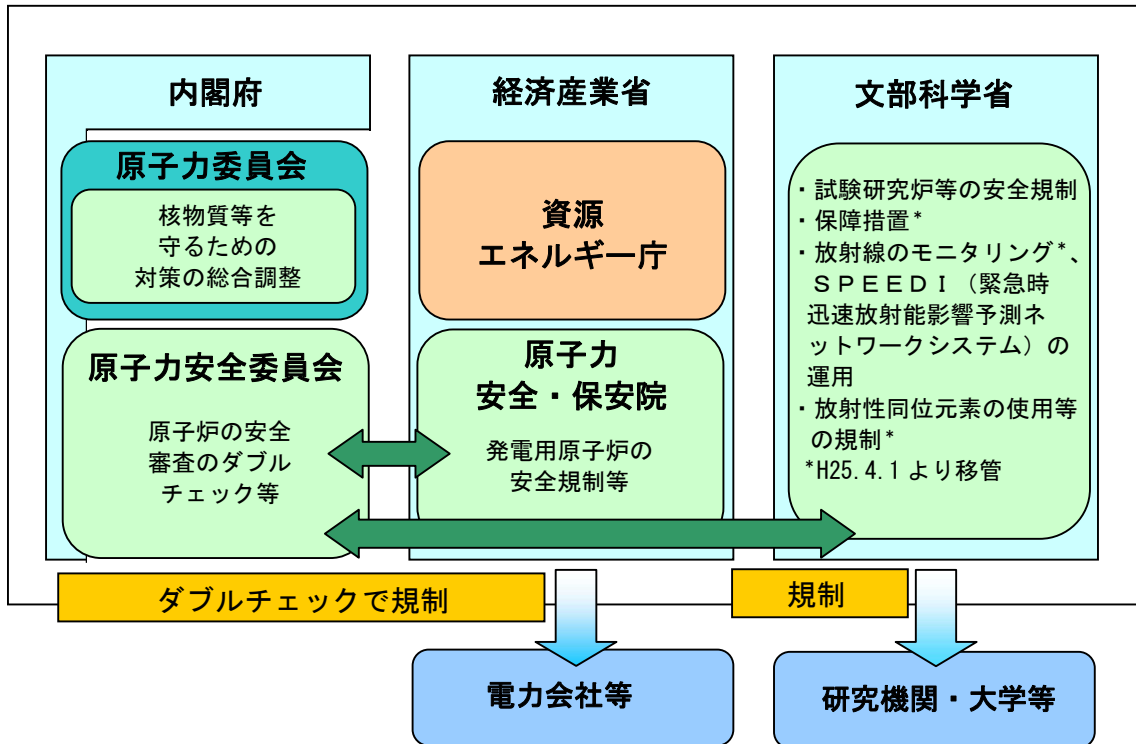 内閣府
原子力委員会
核物質等を
守るための
対策の総合調整
原子力安全委員会
原子炉の安全
審査のダブル
チェック等
経済産業省
資源
エネルギー庁
原子力
安全・保安院
発電用原子炉の
安全規制等
文部科学省
・試験研究炉等の安全規制
・保障措置*
・放射線のモニタリング*、
ＳＰＥＥＤＩ（緊急時
迅速放射能影響予測ネ
ットワークシステム）の
運用
・放射性同位元素の使用等
の規制*
*H25.4.1 より移管
ダブルチェックで規制
規制
電力会社等
研究機関・大学等